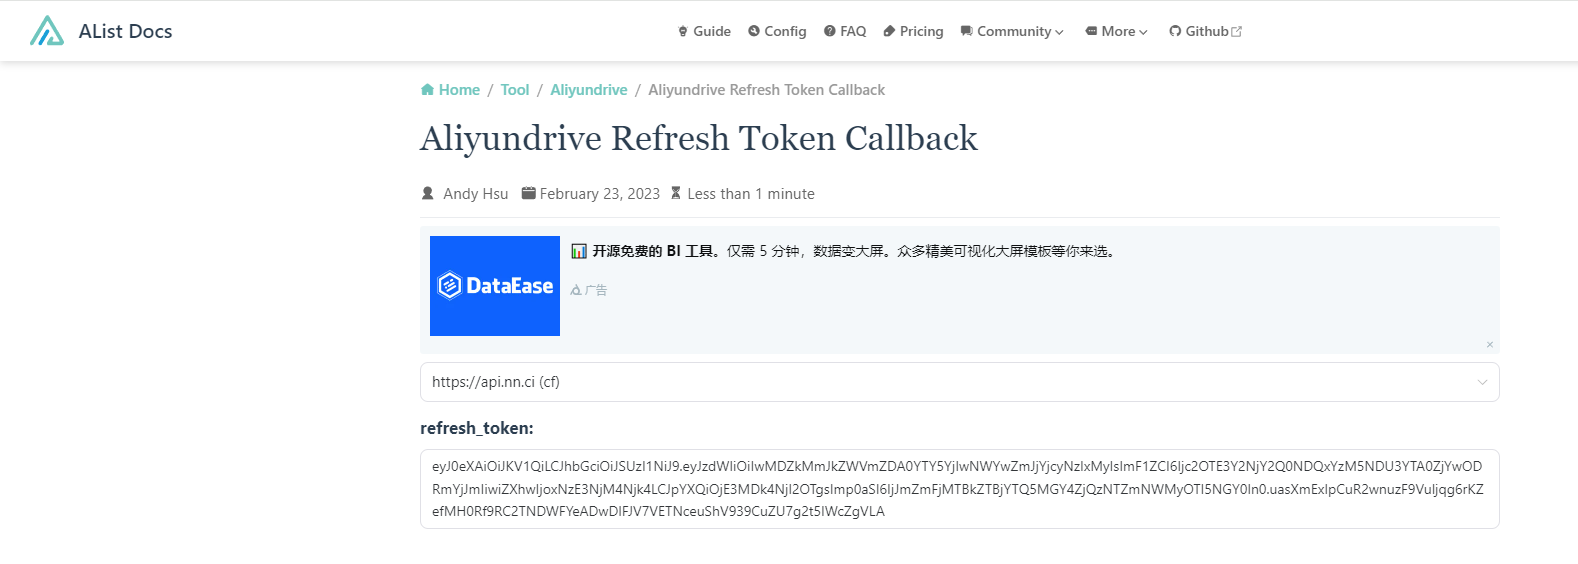 AList Docs
Guide Config FAQ Pricing Community More Github
Home / Tool / Aliyundrive / Aliyundrive Refresh Token Callback
Aliyundrive Refresh Token Callback
Andy Hsu February 23, 2023 Less than 1 minute
DataEase
开源免费的 BI 工具。仅需 5 分钟，数据变大屏。众多精美可视化大屏模板等你来选。
广告
×
https://api.nn.ci (cf)
refresh_token: